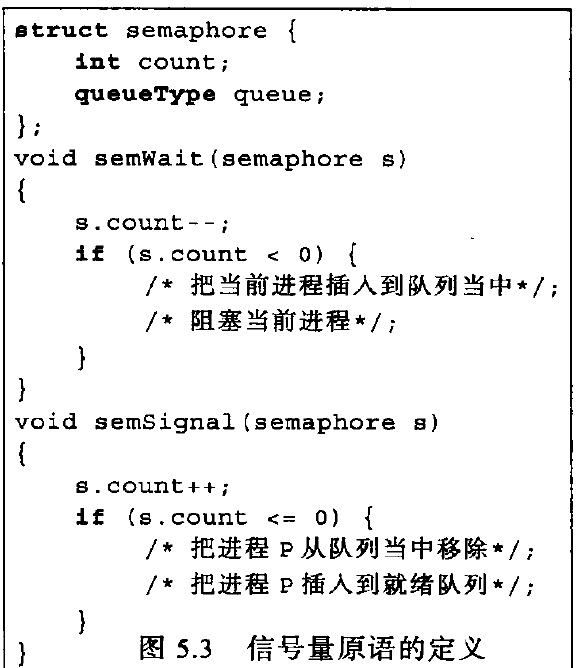 struct semaphore {
    int count;
    queueType queue;
};
void semWait(semaphore s)
{
    s.count--;
    if (s.count < 0) {
        /* 把当前进程插入到队列当中*/;
        /* 阻塞当前进程*/;
    }
}
void semSignal(semaphore s)
{
    s.count++;
    if (s.count <= 0) {
        /* 把进程 P 从队列当中移除*/;
        /* 把进程 P 插入到就绪队列*/;
    }
}
图 5.3 信号量原语的定义